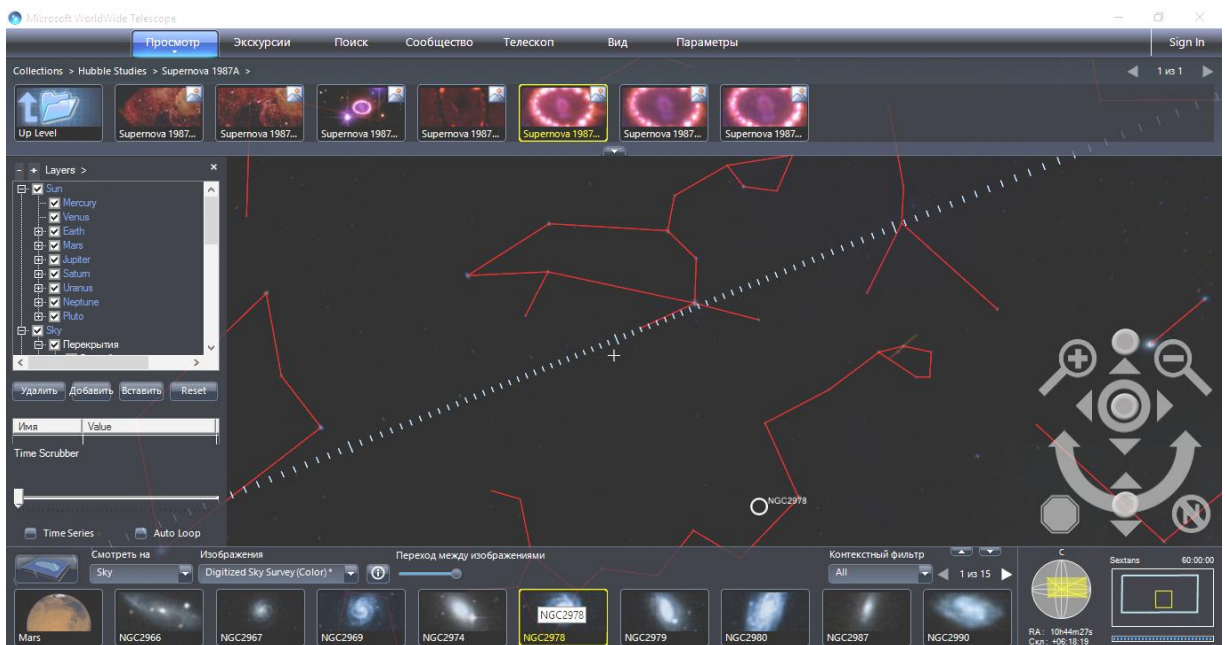 Microsoft WorldWide Telescope
Просмотр Экскурсии Поиск Сообщество Телескоп Вид Параметры Sign In
Collections > Hubble Studies > Supernova 1987A > 1 из 1
Up Level Supernova 1987... Supernova 1987... Supernova 1987... Supernova 1987... Supernova 1987... Supernova 1987... Supernova 1987...
- + Layers > ×
Sun
Mercury
Venus
Earth
Mars
Jupiter
Saturn
Uranus
Neptune
Pluto
Sky
Перекрытия
Удалить Добавить Вставить Reset
Имя Value
Time Scrubber
NGC2978
N
Time Series Auto Loop
Смотреть на Изображения Переход между изображениями Контекстный фильтр
Sky Digitized Sky Survey (Color) * All 1 из 15
С Sextans 60:00:00
NGC2978
Mars NGC2966 NGC2967 NGC2969 NGC2974 NGC2978 NGC2979 NGC2980 NGC2987 NGC2990
RA : 10h44m27s
Скл : +06:18:19